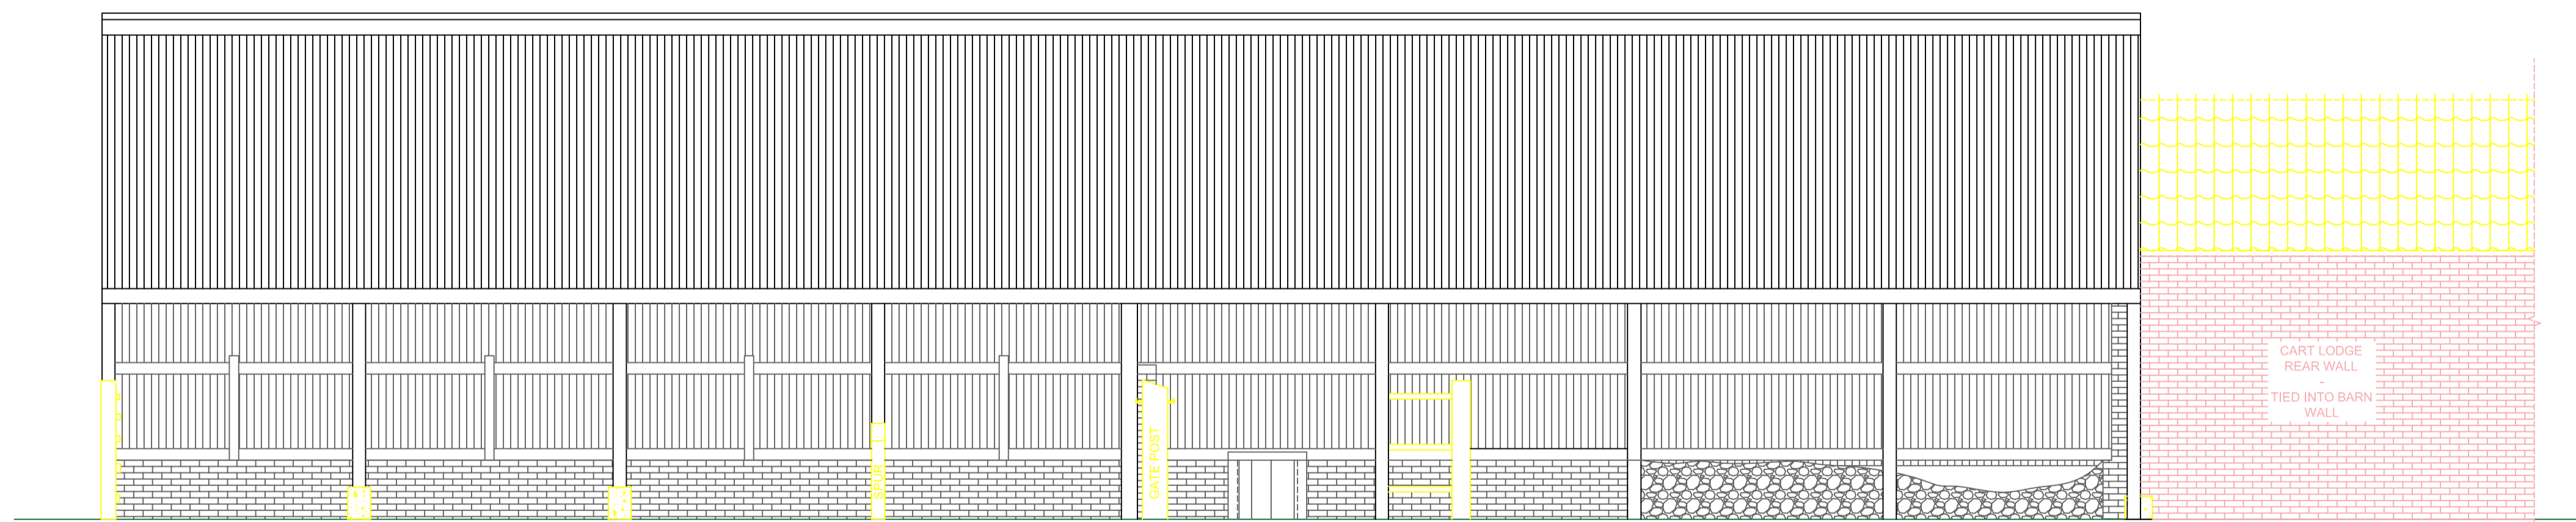 SPUR
GATE POST
CART LODGE
REAR WALL
-
TIED INTO BARN
WALL